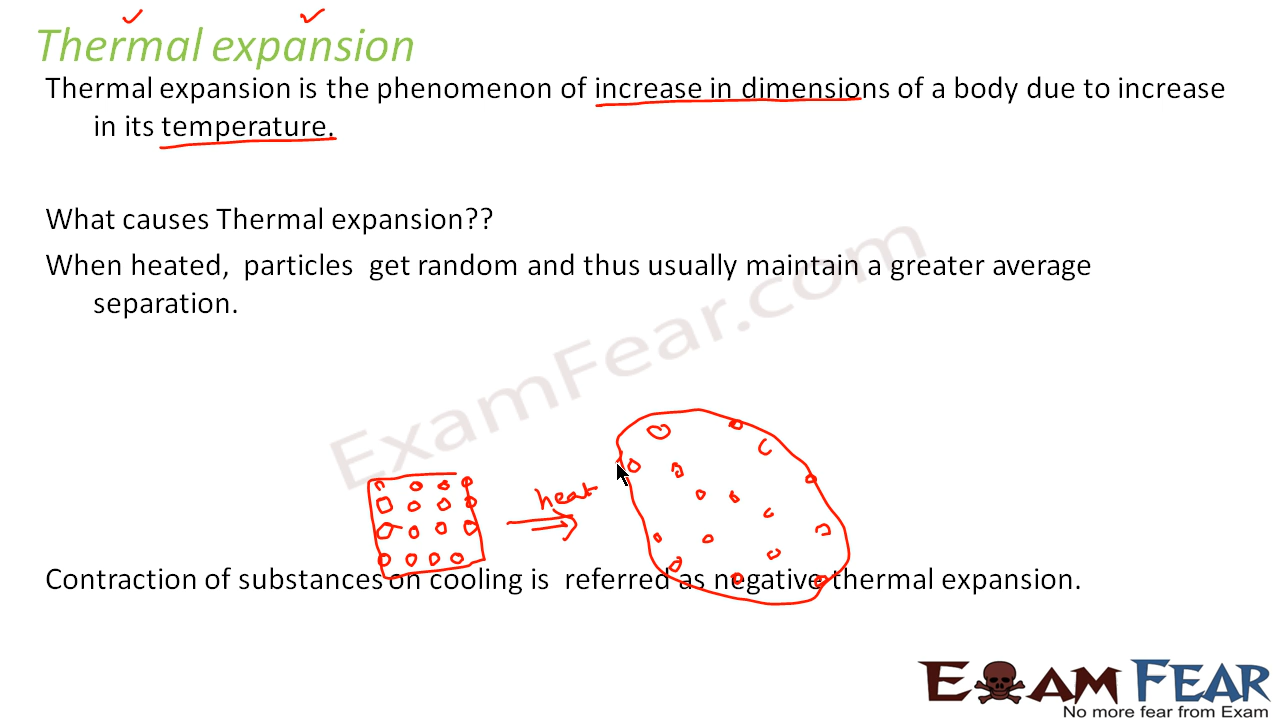 Thermal expansion
Thermal expansion is the phenomenon of increase in dimensions of a body due to increase
in its temperature.
What causes Thermal expansion??
When heated, particles get random and thus usually maintain a greater average
separation.
ExamFear.com
heat
Contraction of substances on cooling is referred as negative thermal expansion.
EXAM FEAR
No more fear from Exam